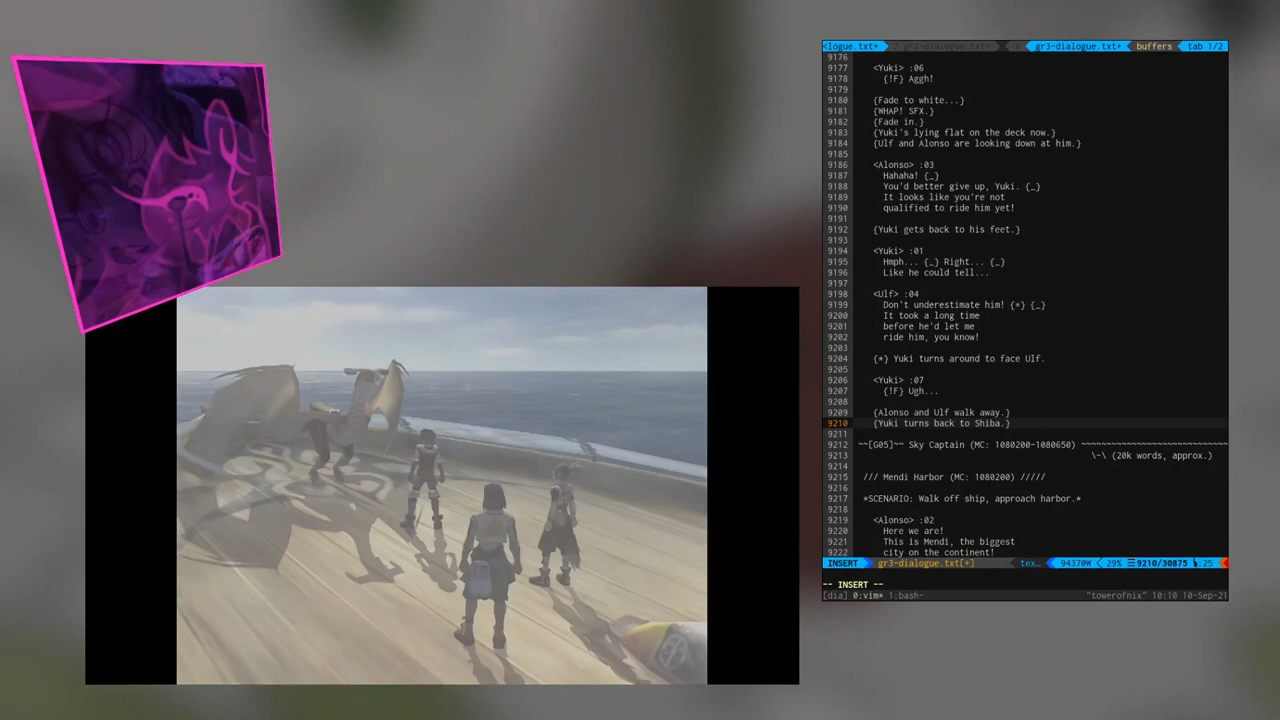 <logue.txt+ 2 gr3-dialogue.txt+ x gr3-dialogue.txt+ buffers tab 1/2
9176
9177 <Yuki> :06
9178 {!F} Aggh!
9179
9180 {Fade to white...}
9181 {WHAP! SFX.}
9182 {Fade in.}
9183 {Yuki's lying flat on the deck now.}
9184 {Ulf and Alonso are looking down at him.}
9185
9186 <Alonso> :03
9187 Hahaha! {_}
9188 You'd better give up, Yuki. {_}
9189 It looks like you're not
9190 qualified to ride him yet!
9191
9192 {Yuki gets back to his feet.}
9193
9194 <Yuki> :01
9195 Hmph... {_} Right... {_}
9196 Like he could tell...
9197
9198 <Ulf> :04
9199 Don't underestimate him! {*} {_}
9200 It took a long time
9201 before he'd let me
9202 ride him, you know!
9203
9204 {*} Yuki turns around to face Ulf.
9205
9206 <Yuki> :07
9207 {!F} Ugh...
9208
9209 {Alonso and Ulf walk away.}
9210 {Yuki turns back to Shiba.}
9211
9212 ~~[G05]~~ Sky Captain (MC: 1080200-1080650) ~~~~~~~~~~~~~~~~~~~~~~~~~~~~
9213 \-\ (20k words, approx.)
9214
9215 /// Mendi Harbor (MC: 1080200) /////
9216
9217 *SCENARIO: Walk off ship, approach harbor.*
9218
9219 <Alonso> :02
9220 Here we are!
9221 This is Mendi, the biggest
9222 city on the continent!
INSERT gr3-dialogue.txt[+] tex… 94370W 29% ☰9210/30875 :25
-- INSERT --
[dia] 0:vim* 1:bash- "towerofnix" 10:10 10-Sep-21